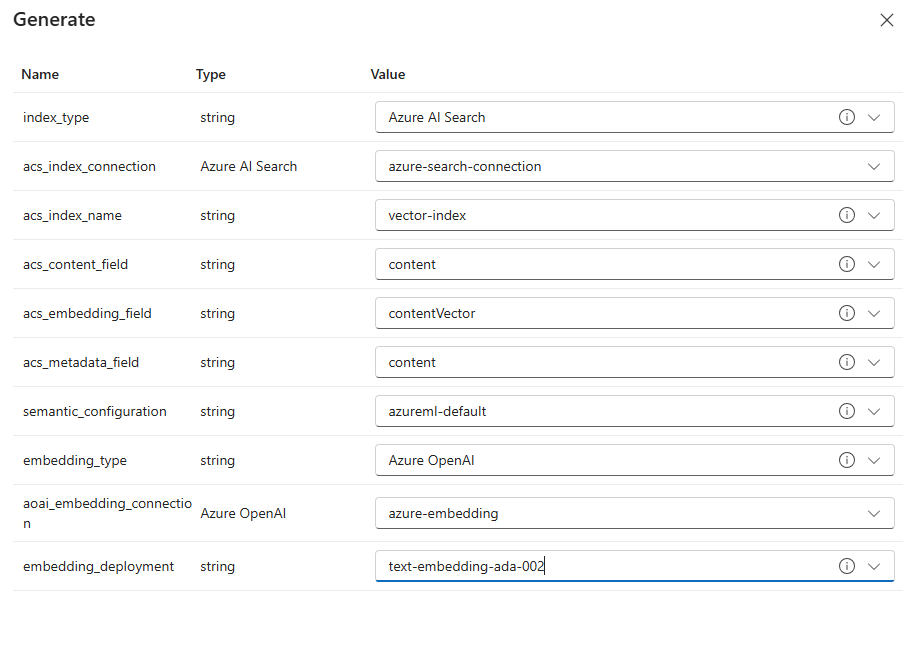 Generate
Name Type Value
index_type string Azure AI Search
acs_index_connection Azure AI Search azure-search-connection
acs_index_name string vector-index
acs_content_field string content
acs_embedding_field string contentVector
acs_metadata_field string content
semantic_configuration string azureml-default
embedding_type string Azure OpenAI
aoai_embedding_connectio
n Azure OpenAI azure-embedding
embedding_deployment string text-embedding-ada-002